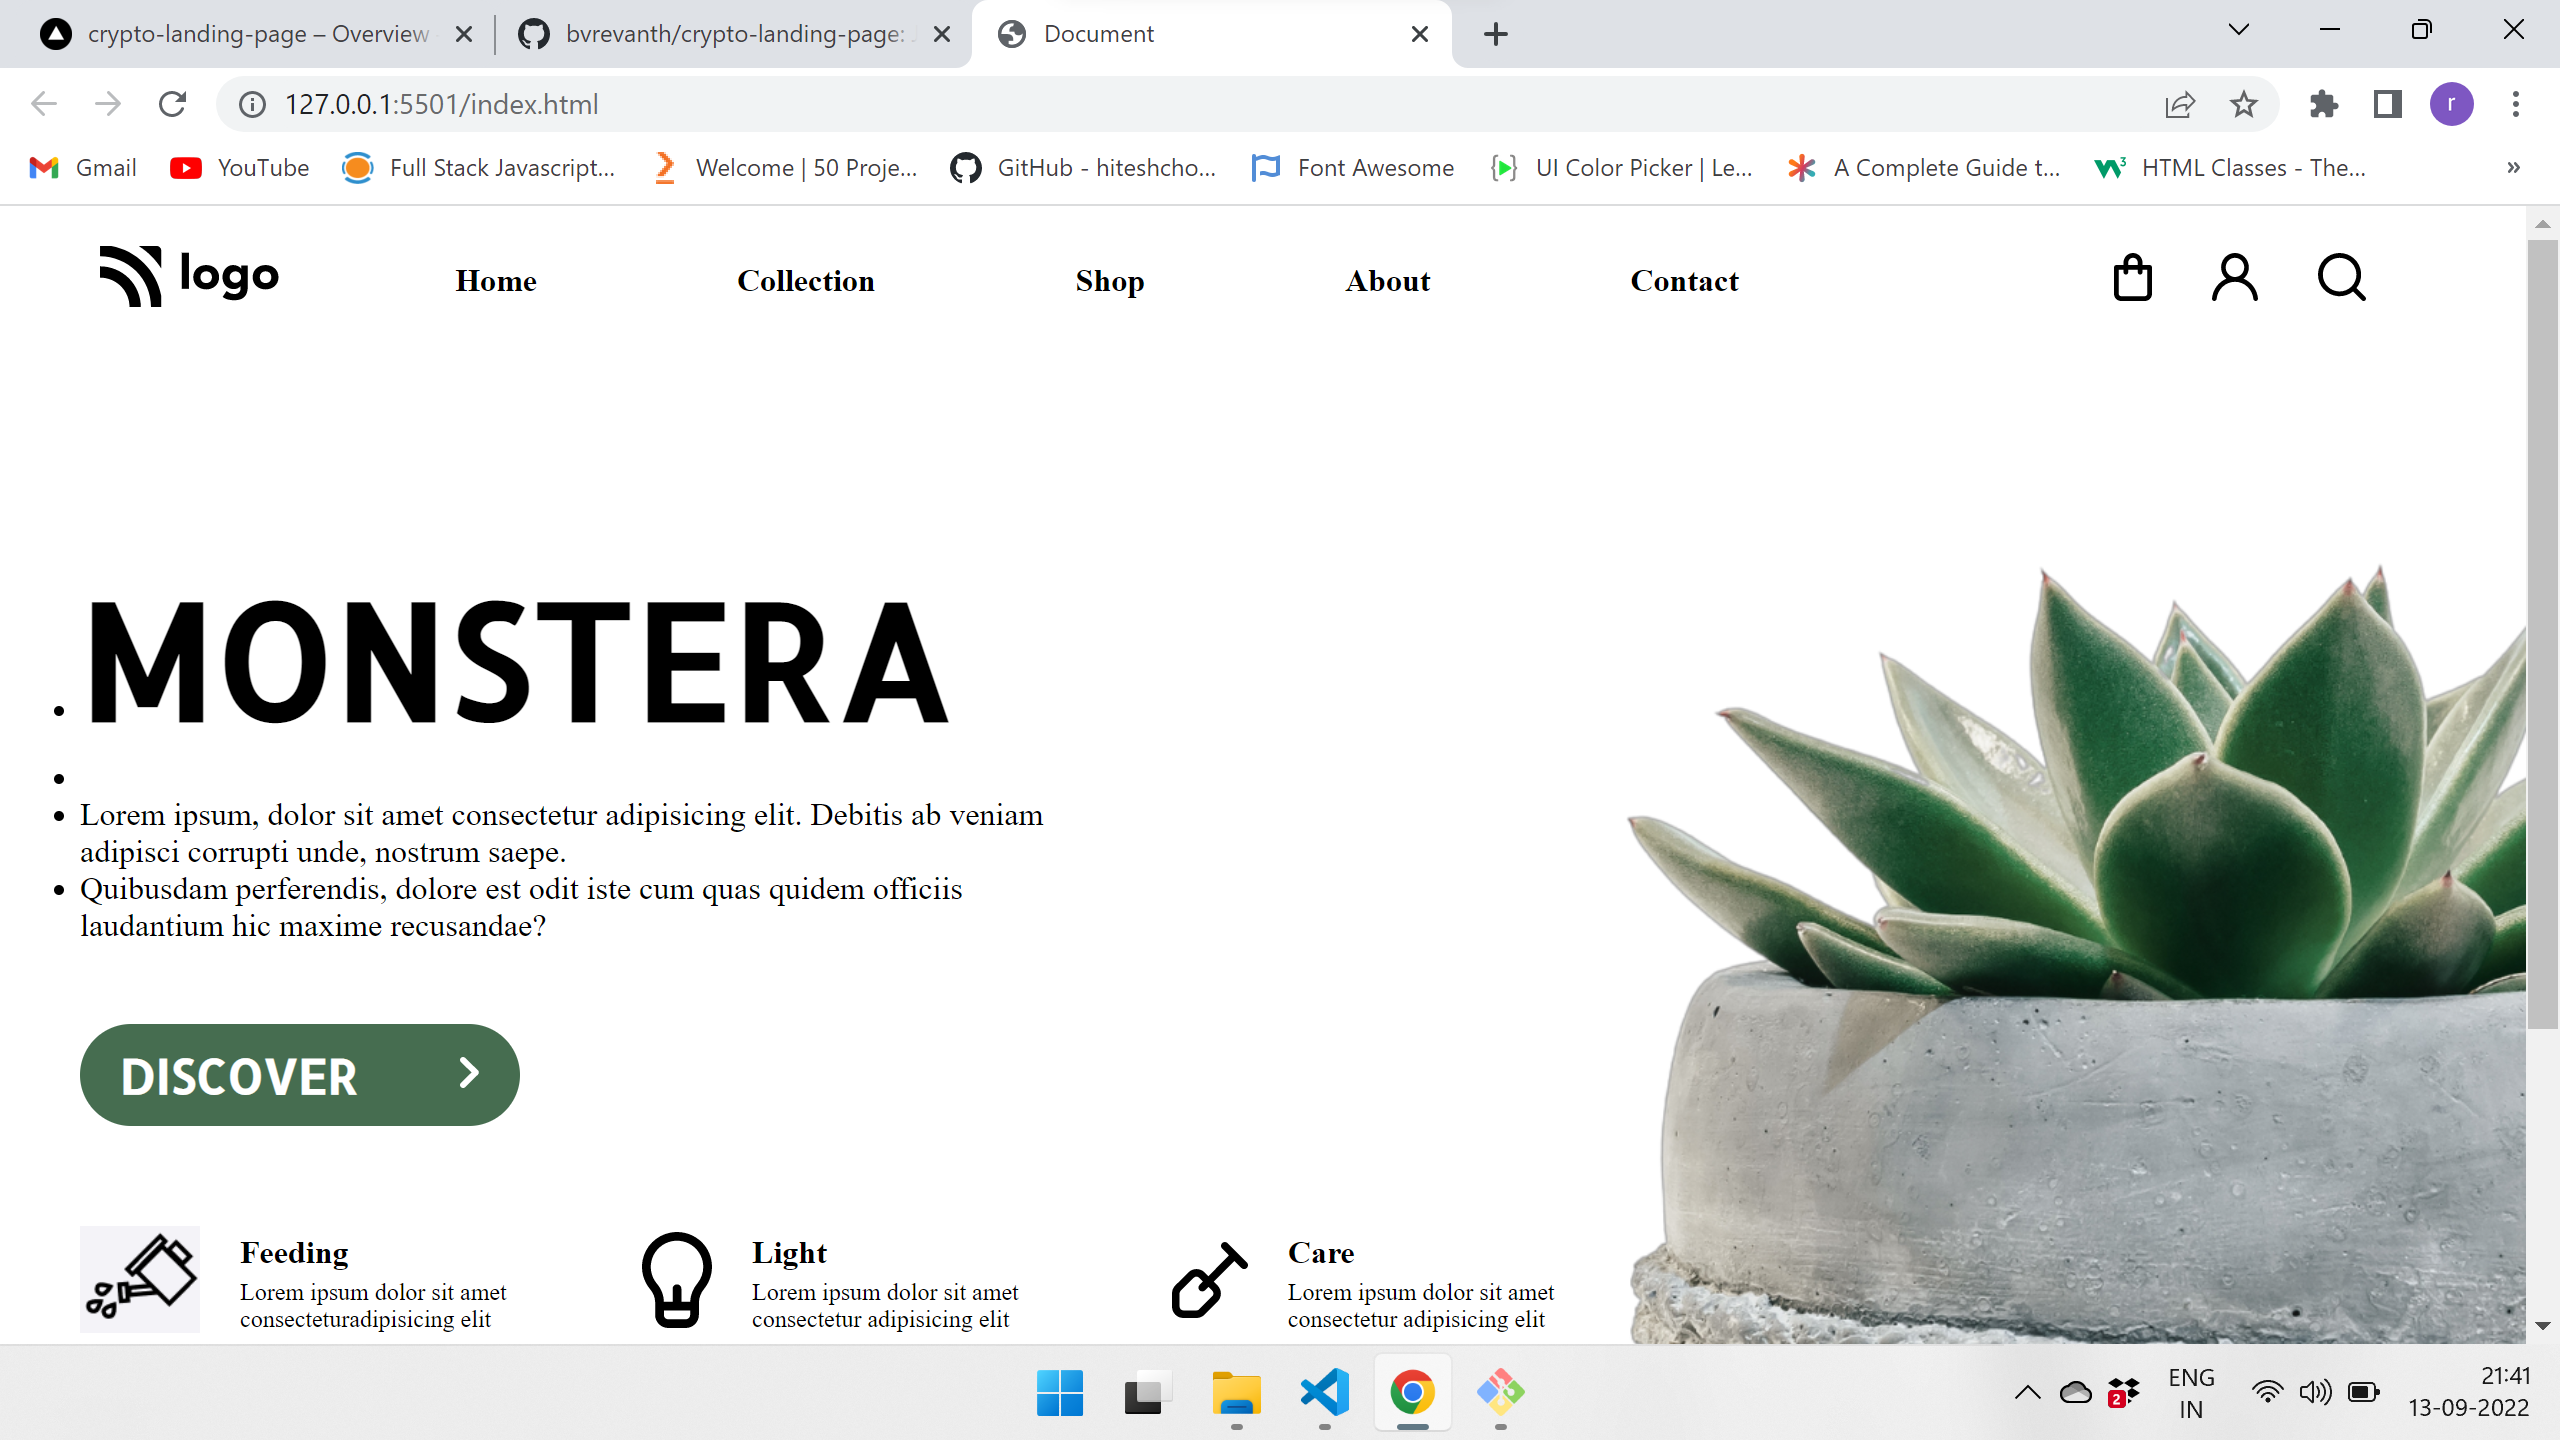 crypto-landing-page – Overview
bvrevanth/crypto-landing-page:
Document
127.0.0.1:5501/index.html
r
Gmail
YouTube
Full Stack Javascript...
Welcome | 50 Proje...
GitHub - hiteshcho...
Font Awesome
UI Color Picker | Le...
A Complete Guide t...
HTML Classes - The...
»
logo
Home
Collection
Shop
About
Contact
MONSTERA
Lorem ipsum, dolor sit amet consectetur adipisicing elit. Debitis ab veniam
adipisci corrupti unde, nostrum saepe.
Quibusdam perferendis, dolore est odit iste cum quas quidem officiis
laudantium hic maxime recusandae?
DISCOVER
Feeding
Lorem ipsum dolor sit amet
consecteturadipisicing elit
Light
Lorem ipsum dolor sit amet
consectetur adipisicing elit
Care
Lorem ipsum dolor sit amet
consectetur adipisicing elit
2
ENG
IN
21:41
13-09-2022